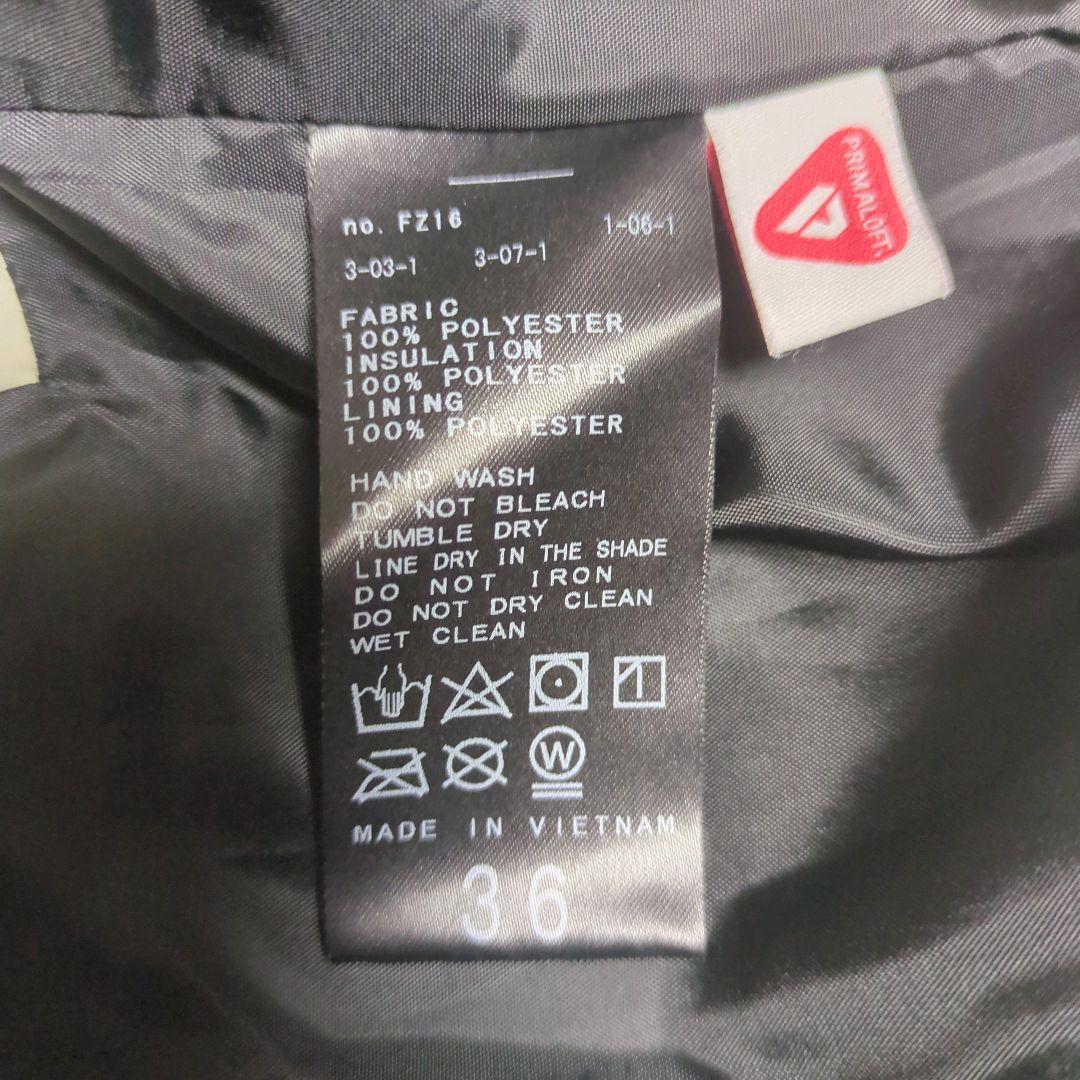 no. FZ16 1-06-1
3-03-1 3-07-1
FABRIC
100% POLYESTER
INSULATION
100% POLYESTER
LINING
100% POLYESTER
HAND WASH
DO NOT BLEACH
TUMBLE DRY
LINE DRY IN THE SHADE
DO NOT IRON
DO NOT DRY CLEAN
WET CLEAN
W
MADE IN VIETNAM
36
PRIMALOFT